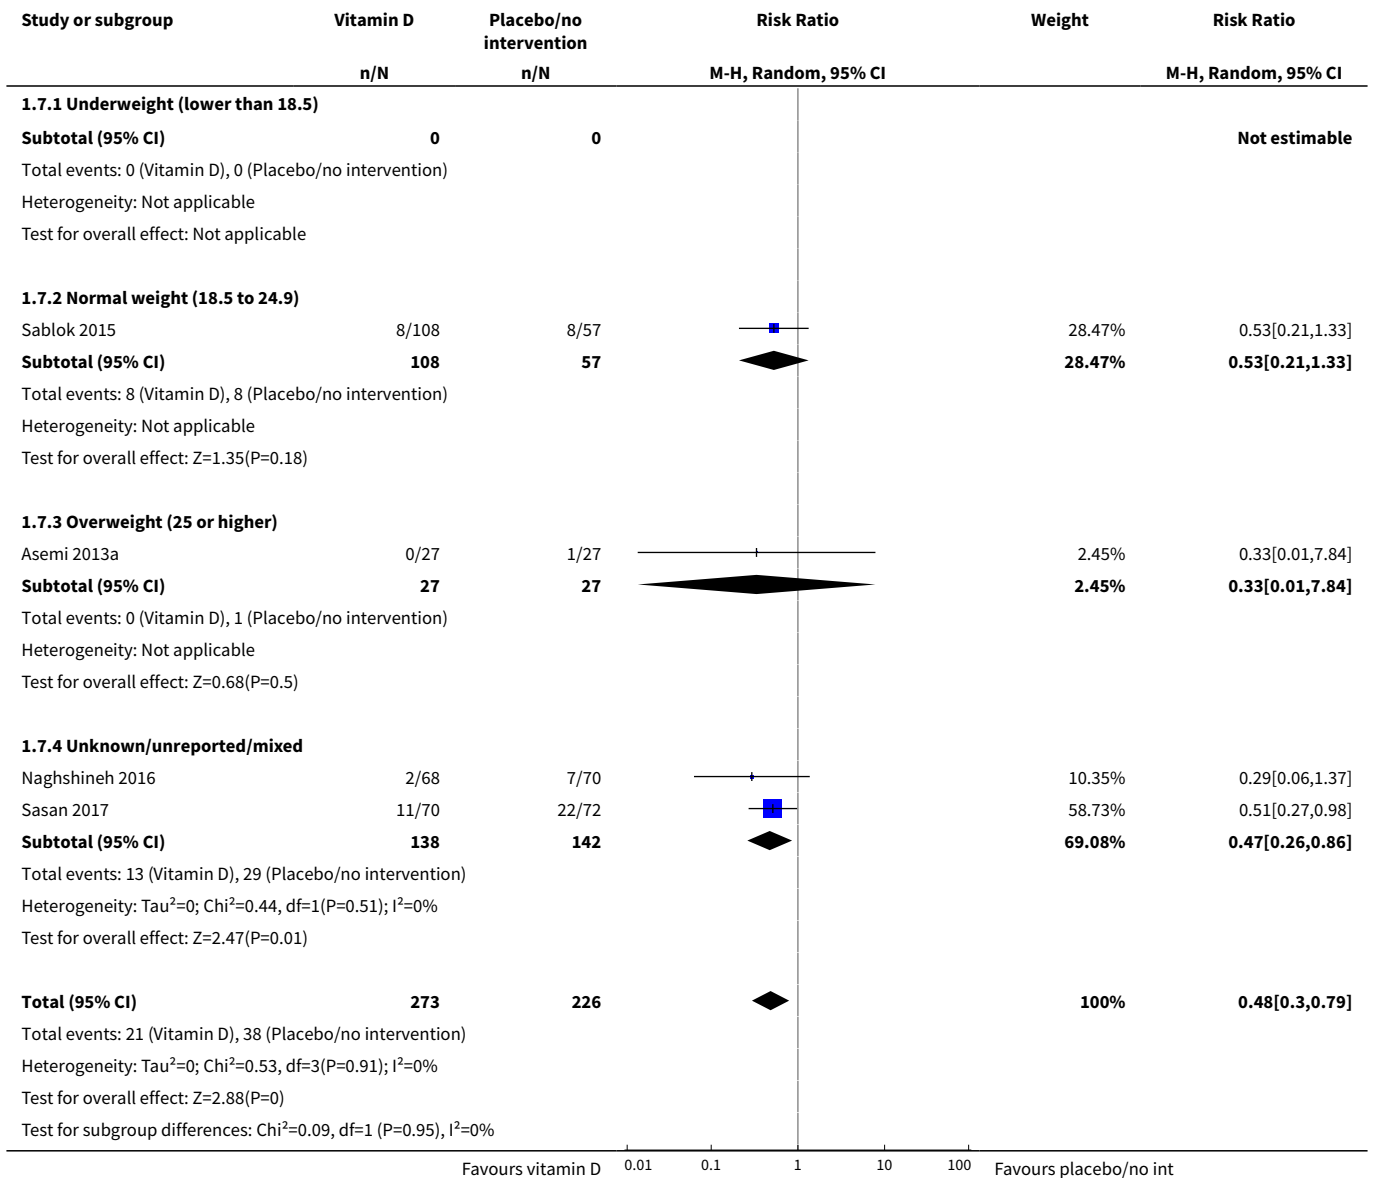 Study or subgroup Vitamin D Placebo/no intervention Risk Ratio Weight Risk Ratio
n/N n/N M-H, Random, 95% CI M-H, Random, 95% CI
1.7.1 Underweight (lower than 18.5)
Subtotal (95% CI) 0 0 Not estimable
Total events: 0 (Vitamin D), 0 (Placebo/no intervention)
Heterogeneity: Not applicable
Test for overall effect: Not applicable
1.7.2 Normal weight (18.5 to 24.9)
Sablok 2015 8/108 8/57 28.47% 0.53[0.21,1.33]
Subtotal (95% CI) 108 57 28.47% 0.53[0.21,1.33]
Total events: 8 (Vitamin D), 8 (Placebo/no intervention)
Heterogeneity: Not applicable
Test for overall effect: Z=1.35(P=0.18)
1.7.3 Overweight (25 or higher)
Asemi 2013a 0/27 1/27 2.45% 0.33[0.01,7.84]
Subtotal (95% CI) 27 27 2.45% 0.33[0.01,7.84]
Total events: 0 (Vitamin D), 1 (Placebo/no intervention)
Heterogeneity: Not applicable
Test for overall effect: Z=0.68(P=0.5)
1.7.4 Unknown/unreported/mixed
Naghshineh 2016 2/68 7/70 10.35% 0.29[0.06,1.37]
Sasan 2017 11/70 22/72 58.73% 0.51[0.27,0.98]
Subtotal (95% CI) 138 142 69.08% 0.47[0.26,0.86]
Total events: 13 (Vitamin D), 29 (Placebo/no intervention)
Heterogeneity: Tau²=0; Chi²=0.44, df=1(P=0.51); I²=0%
Test for overall effect: Z=2.47(P=0.01)
Total (95% CI) 273 226 100% 0.48[0.3,0.79]
Total events: 21 (Vitamin D), 38 (Placebo/no intervention)
Heterogeneity: Tau²=0; Chi²=0.53, df=3(P=0.91); I²=0%
Test for overall effect: Z=2.88(P=0)
Test for subgroup differences: Chi²=0.09, df=1 (P=0.95), I²=0%
Favours vitamin D 0.01 0.1 1 10 100 Favours placebo/no int